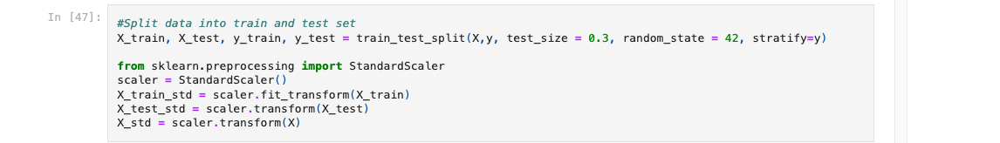 In [47]:
#Split data into train and test set
X_train, X_test, y_train, y_test = train_test_split(X,y, test_size = 0.3, random_state = 42, stratify=y)
from sklearn.preprocessing import StandardScaler
scaler = StandardScaler()
X_train_std = scaler.fit_transform(X_train)
X_test_std = scaler.transform(X_test)
X_std = scaler.transform(X)